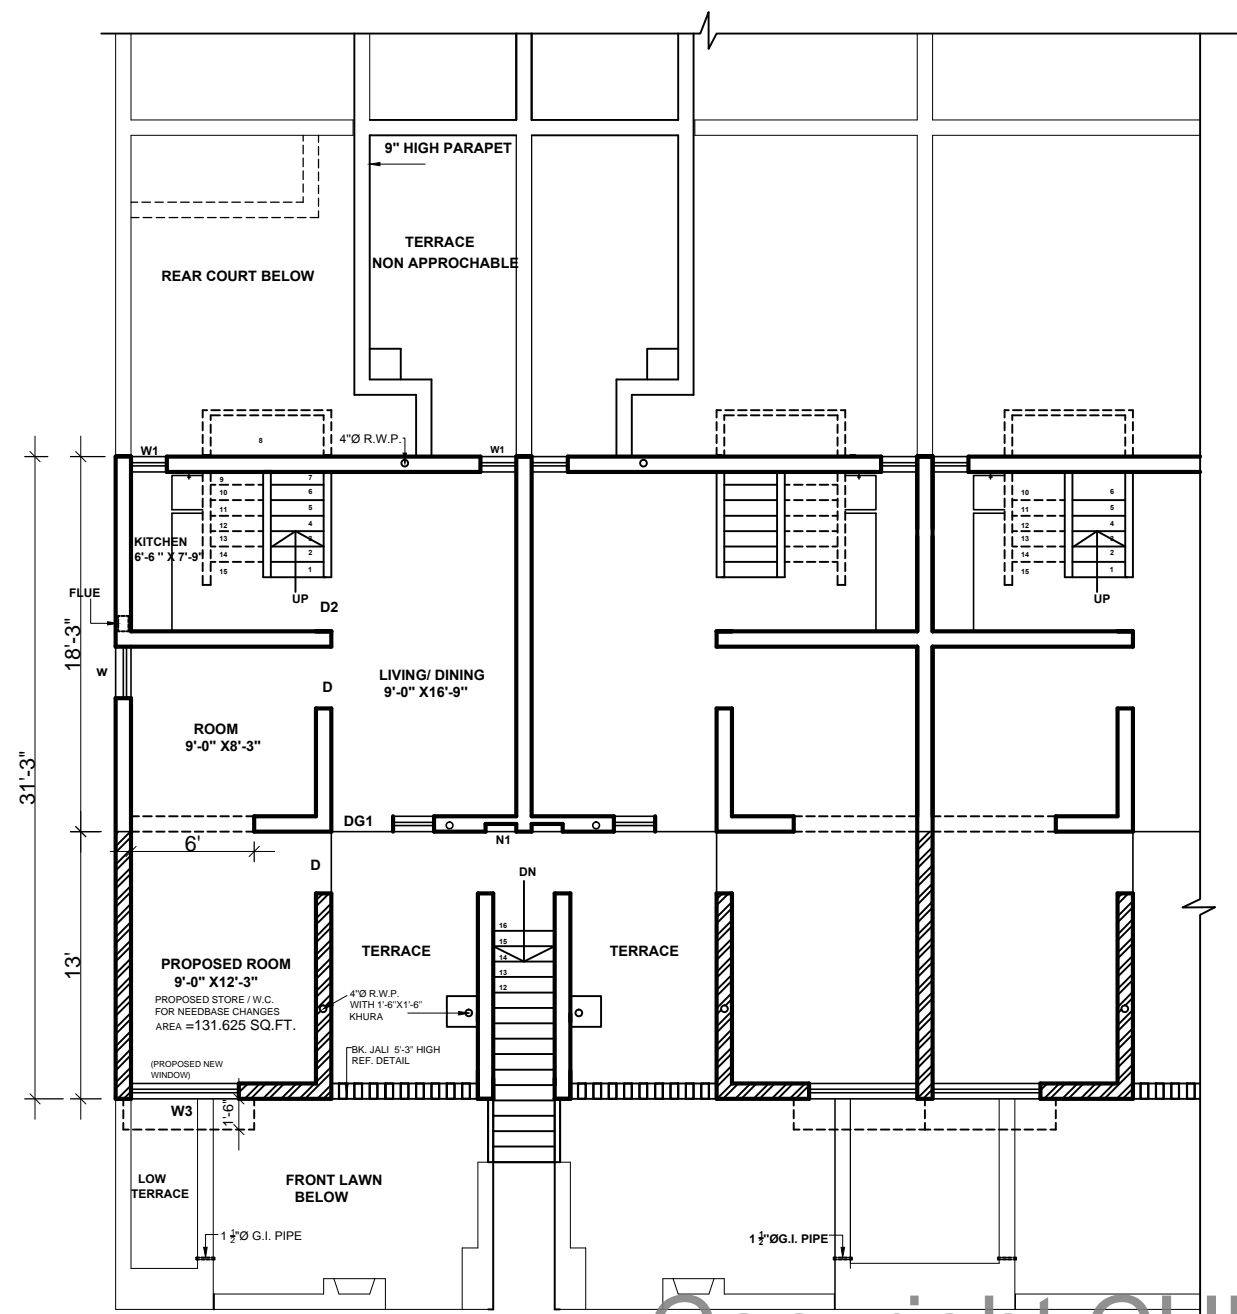 9" HIGH PARAPET
TERRACE
NON APPROCHABLE
REAR COURT BELOW
W1
8
4"Ø R.W.P.
W1
9
10
11
12
13
14
15
7
6
5
4
3
2
1
KITCHEN
6'-6 " X 7'-9"
UP
D2
FLUE
10
11
12
13
14
15
6
5
4
3
2
1
UP
18'-3"
31'-3"
W
LIVING/ DINING
9'-0" X16'-9"
D
ROOM
9'-0" X8'-3"
DG1
N1
6'
D
DN
16
15
14
13
12
TERRACE
TERRACE
13'
PROPOSED ROOM
9'-0" X12'-3"
PROPOSED STORE / W.C.
FOR NEEDBASE CHANGES
AREA =131.625 SQ.FT.
4"Ø R.W.P.
WITH 1'-6"X1'-6"
KHURA
BK. JALI 5'-3" HIGH
REF. DETAIL
(PROPOSED NEW
WINDOW)
W3
1'-6"
LOW
TERRACE
FRONT LAWN
BELOW
1 1/2"Ø G.I. PIPE
1 1/2"ØG.I. PIPE